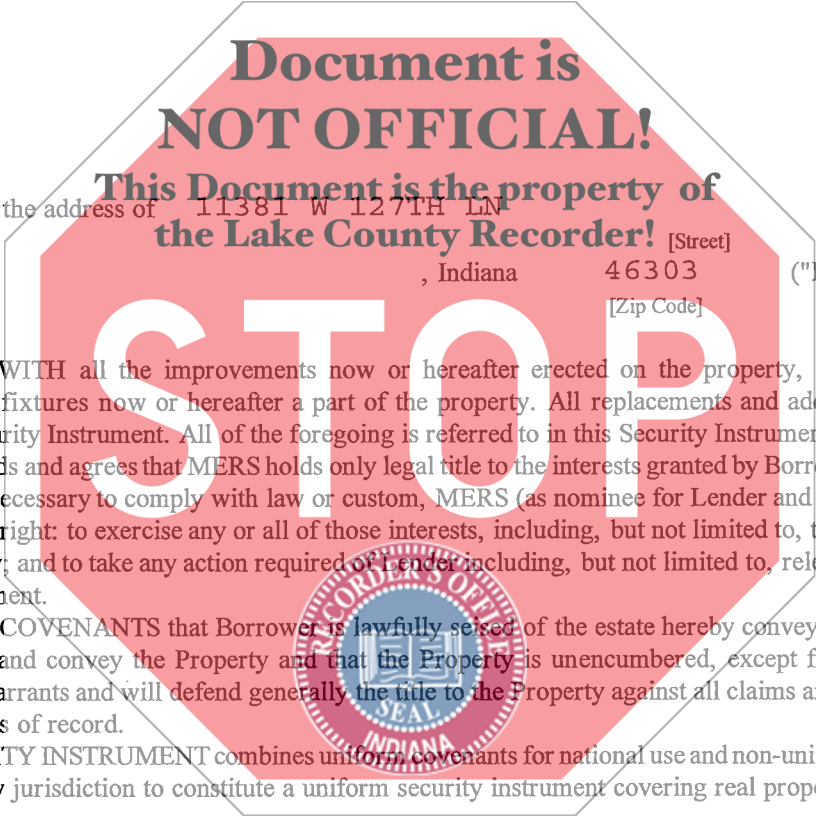 Document is
NOT OFFICIAL!
This Document is the property of
the address of 11381 W 127TH LN
the Lake County Recorder! [Street]
, Indiana 46303 ("
[Zip Code]
STOP
WITH all the improvements now or hereafter erected on the property,
fixtures now or hereafter a part of the property. All replacements and ad
rity Instrument. All of the foregoing is referred to in this Security Instrumen
ds and agrees that MERS holds only legal title to the interests granted by Borr
ecessary to comply with law or custom, MERS (as nominee for Lender and
right: to exercise any or all of those interests, including, but not limited to, t
; and to take any action required of Lender including, but not limited to, rele
nent.
COVENANTS that Borrower is lawfully seised of the estate hereby convey
and convey the Property and that the Property is unencumbered, except f
arrants and will defend generally the title to the Property against all claims a
s of record.
TY INSTRUMENT combines uniform covenants for national use and non-uni
y jurisdiction to constitute a uniform security instrument covering real prope
RECORDER'S OFFICE
SEAL
INDIANA